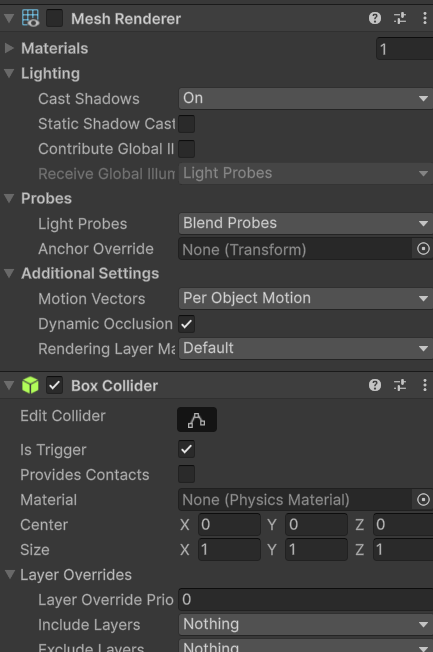 Mesh Renderer
Materials 1
Lighting
Cast Shadows On
Static Shadow Cast
Contribute Global Il
Receive Global Illum Light Probes
Probes
Light Probes Blend Probes
Anchor Override None (Transform)
Additional Settings
Motion Vectors Per Object Motion
Dynamic Occlusion
Rendering Layer Ma Default
Box Collider
Edit Collider
Is Trigger
Provides Contacts
Material None (Physics Material)
Center X 0 Y 0 Z 0
Size X 1 Y 1 Z 1
Layer Overrides
Layer Override Prio 0
Include Layers Nothing
Exclude Layers Nothing